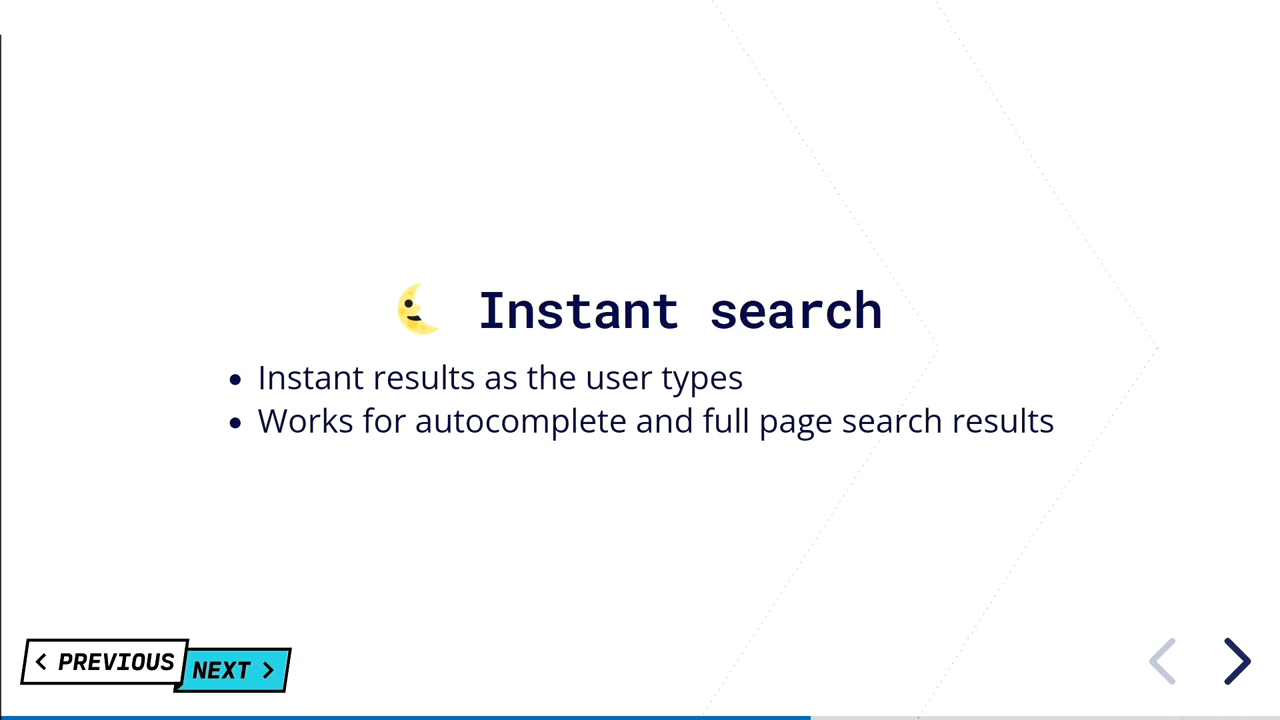 Instant search
Instant results as the user types
Works for autocomplete and full page search results
PREVIOUS
NEXT